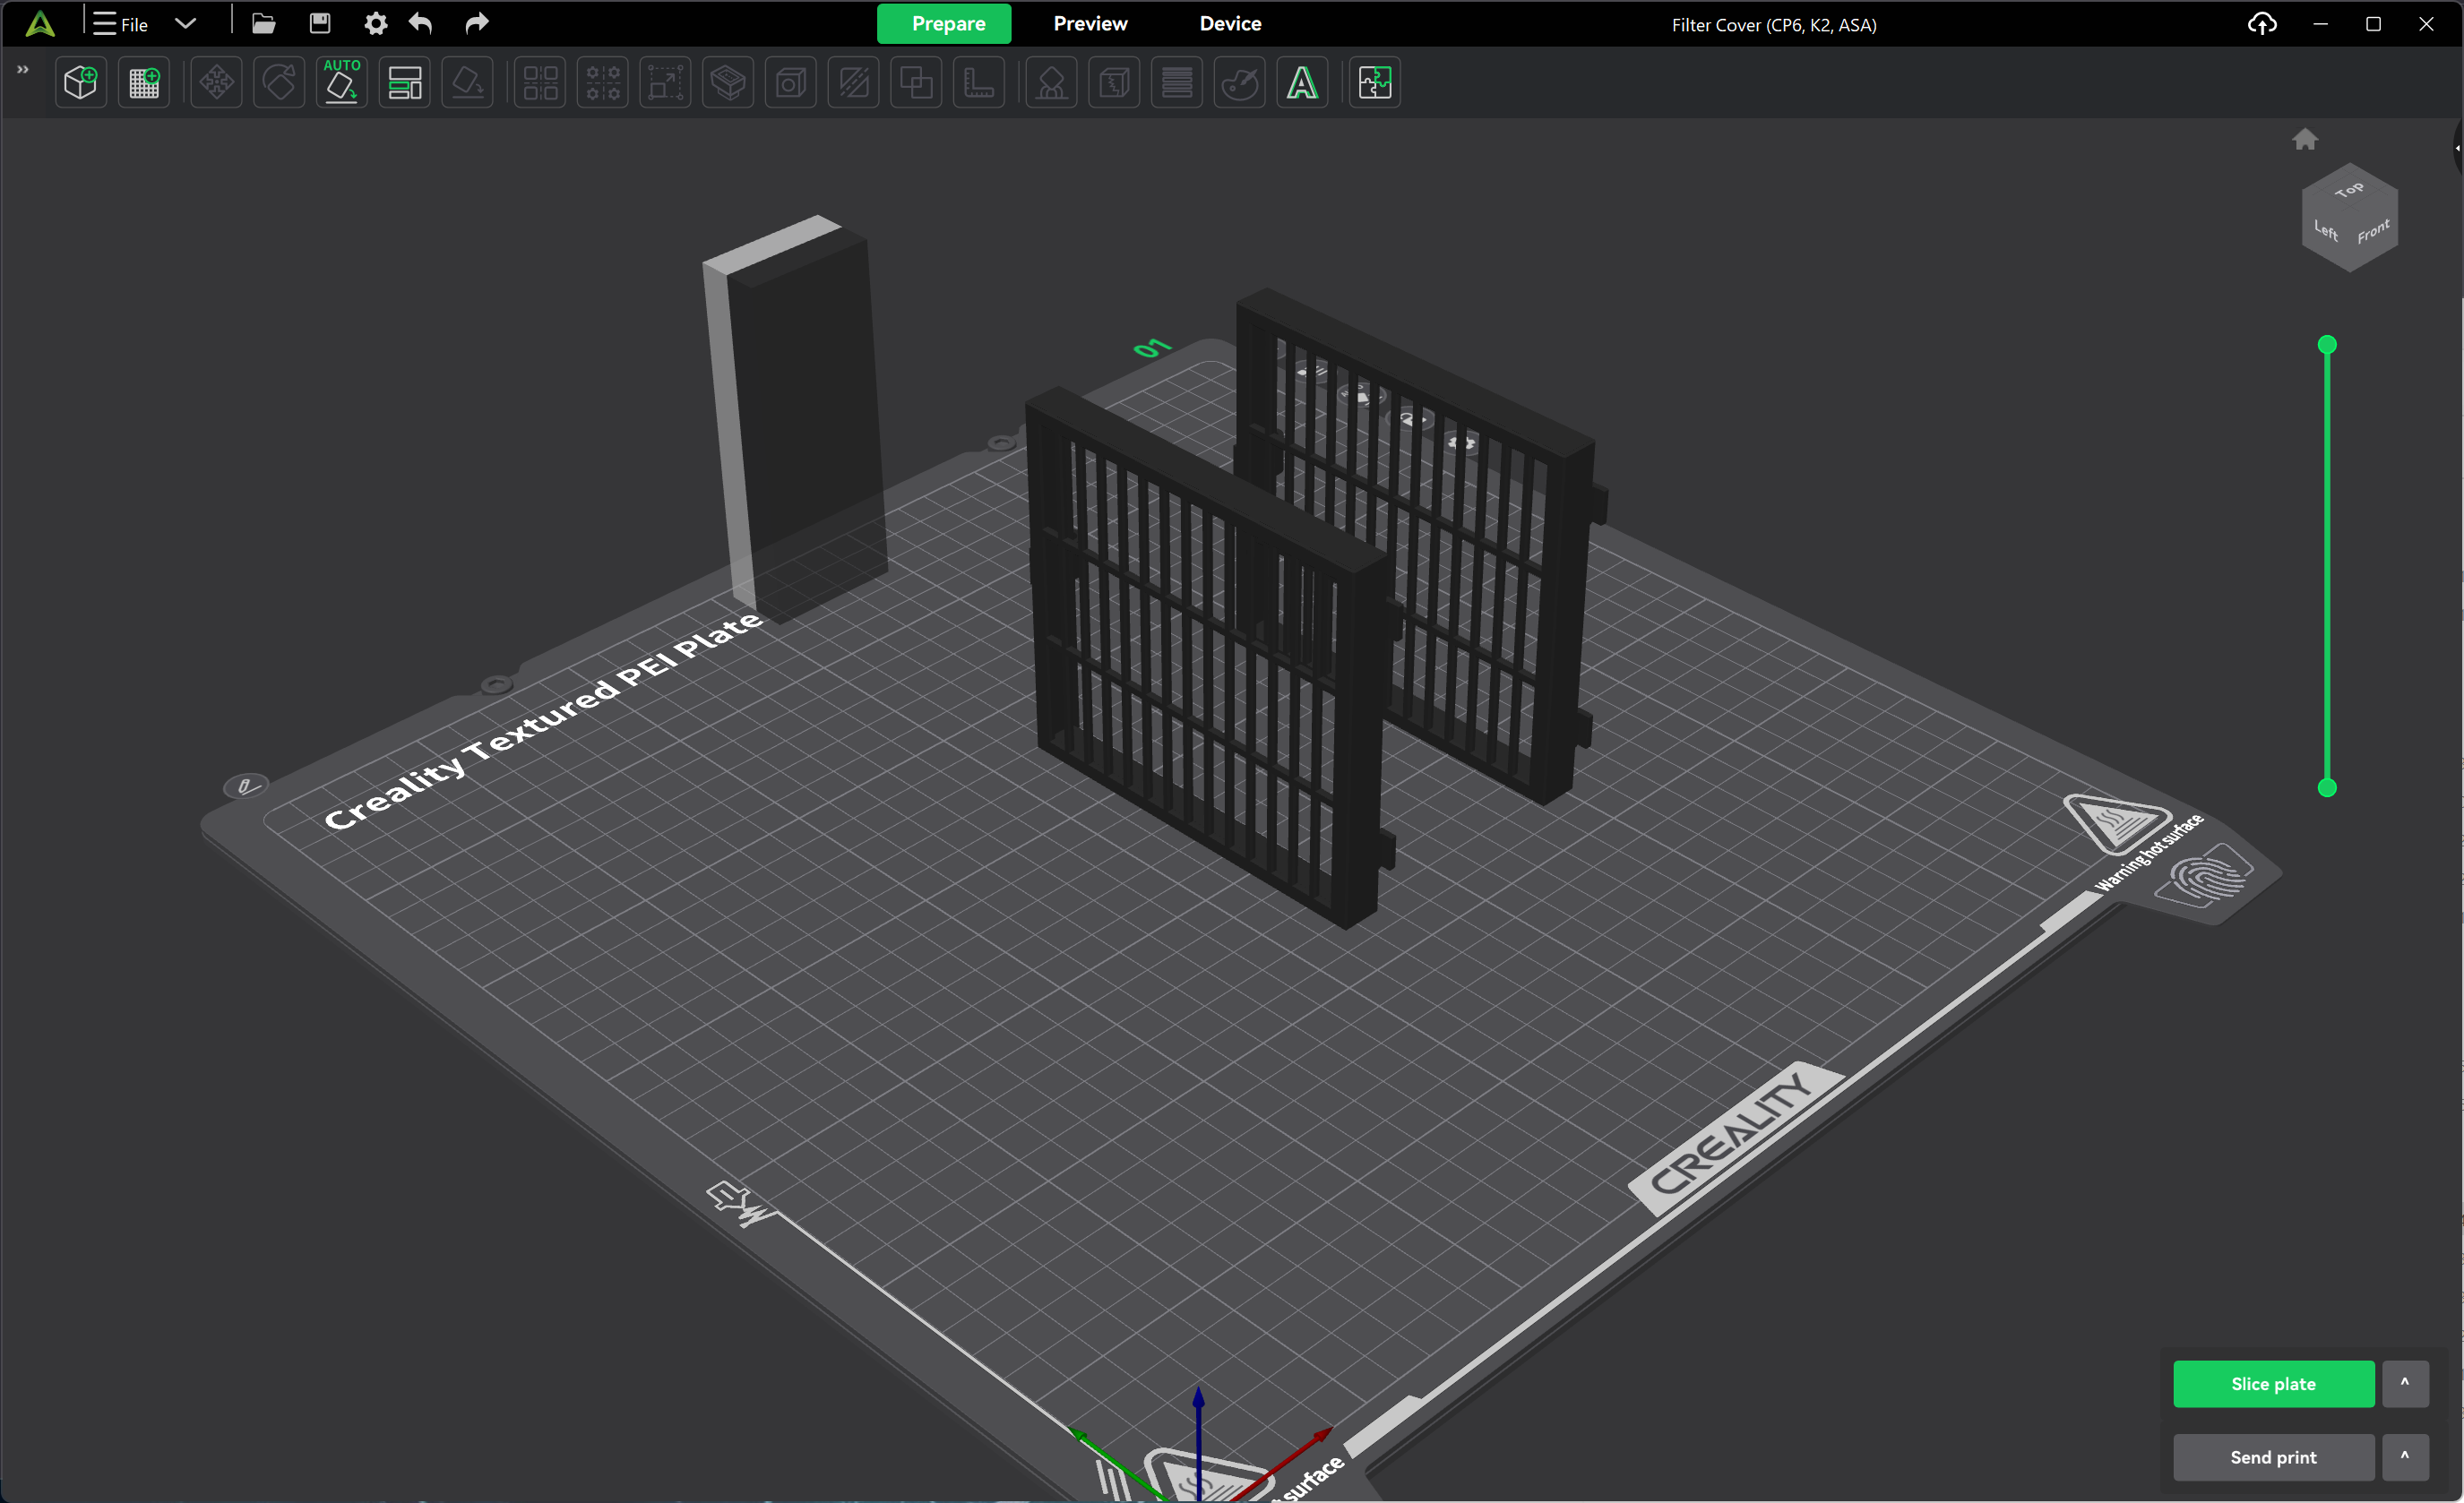 File
Prepare
Preview
Device
Filter Cover (CP6, K2, ASA)
AUTO
Top
Left
Front
01
Creality Textured PEI Plate
Warning hot surface
CREALITY
surface
Slice plate
Send print